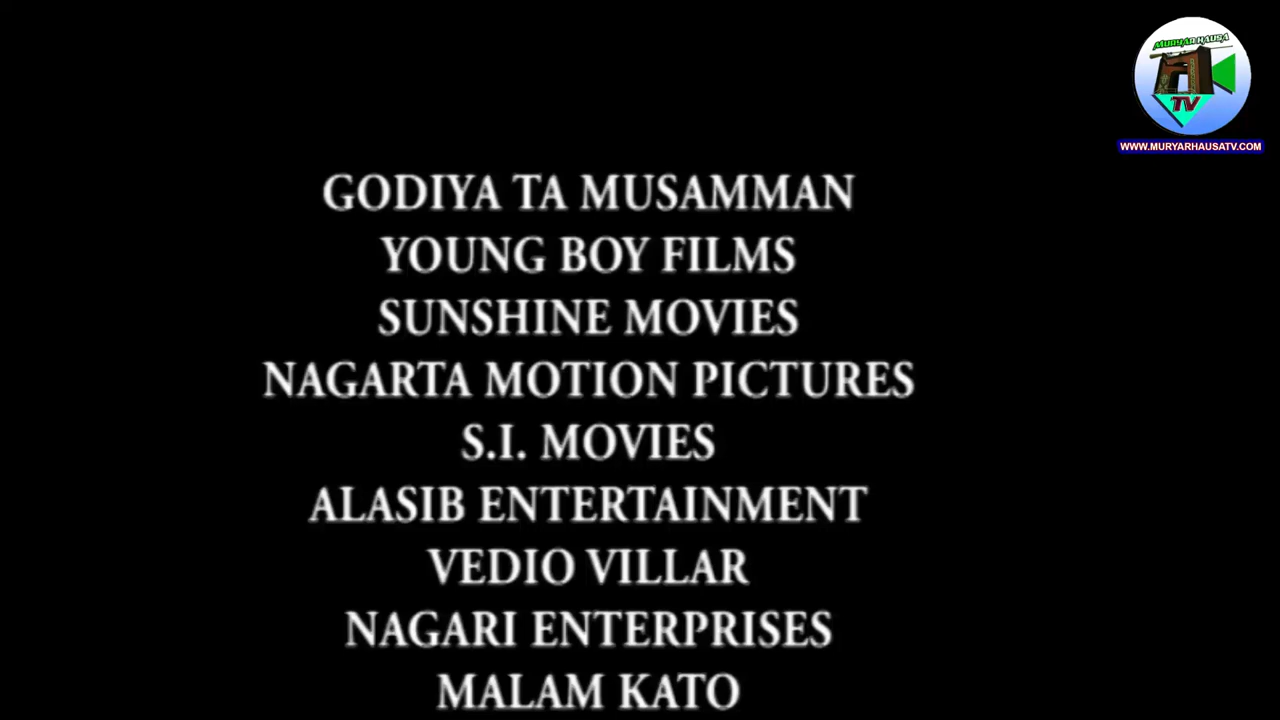 MURYAR HAUSA
TV
WWW.MURYARHAUSATV.COM
GODIYA TA MUSAMMAN
YOUNG BOY FILMS
SUNSHINE MOVIES
NAGARTA MOTION PICTURES
S.I. MOVIES
ALASIB ENTERTAINMENT
VEDIO VILLAR
NAGARI ENTERPRISES
MALAM KATO